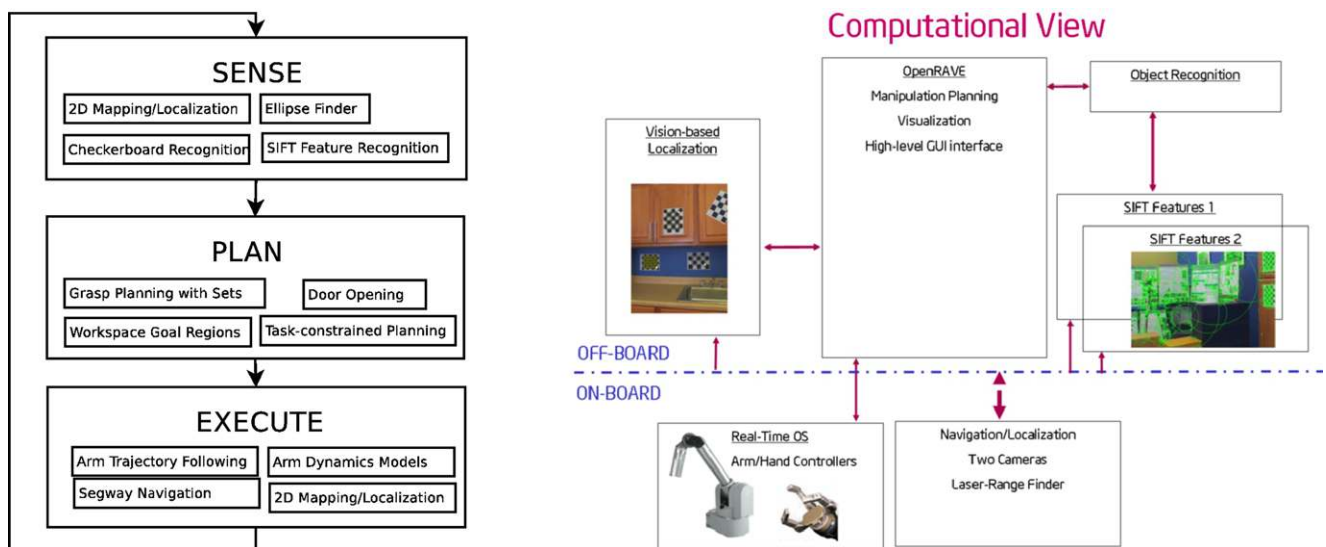 SENSE
2D Mapping/Localization
Ellipse Finder
Checkerboard Recognition
SIFT Feature Recognition
PLAN
Grasp Planning with Sets
Door Opening
Workspace Goal Regions
Task-constrained Planning
EXECUTE
Arm Trajectory Following
Arm Dynamics Models
Segway Navigation
2D Mapping/Localization
Computational View
OpenRAVE
Manipulation Planning
Visualization
High-level GUI interface
Object Recognition
Vision-based
Localization
SIFT Features 1
SIFT Features 2
OFF-BOARD
ON-BOARD
Real-Time OS
Arm/Hand Controllers
Navigation/Localization
Two Cameras
Laser-Range Finder